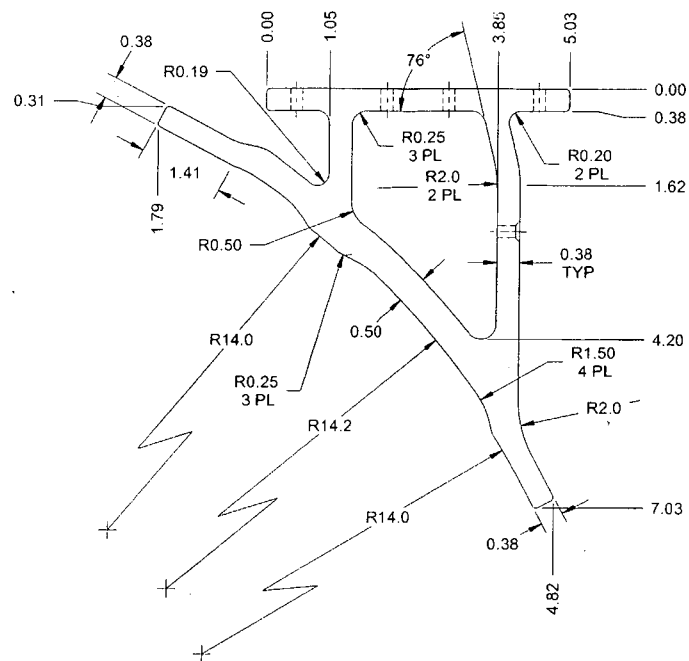 0.00
1.05
3.85
5.03
0.38
R0.19
76°
0.00
0.31
0.38
R0.25
3 PL
R0.20
2 PL
R2.0
2 PL
1.62
1.41
1.79
R0.50
0.38
TYP
0.50
R14.0
4.20
R1.50
4 PL
R0.25
3 PL
R2.0
R14.2
R14.0
7.03
0.38
4.82